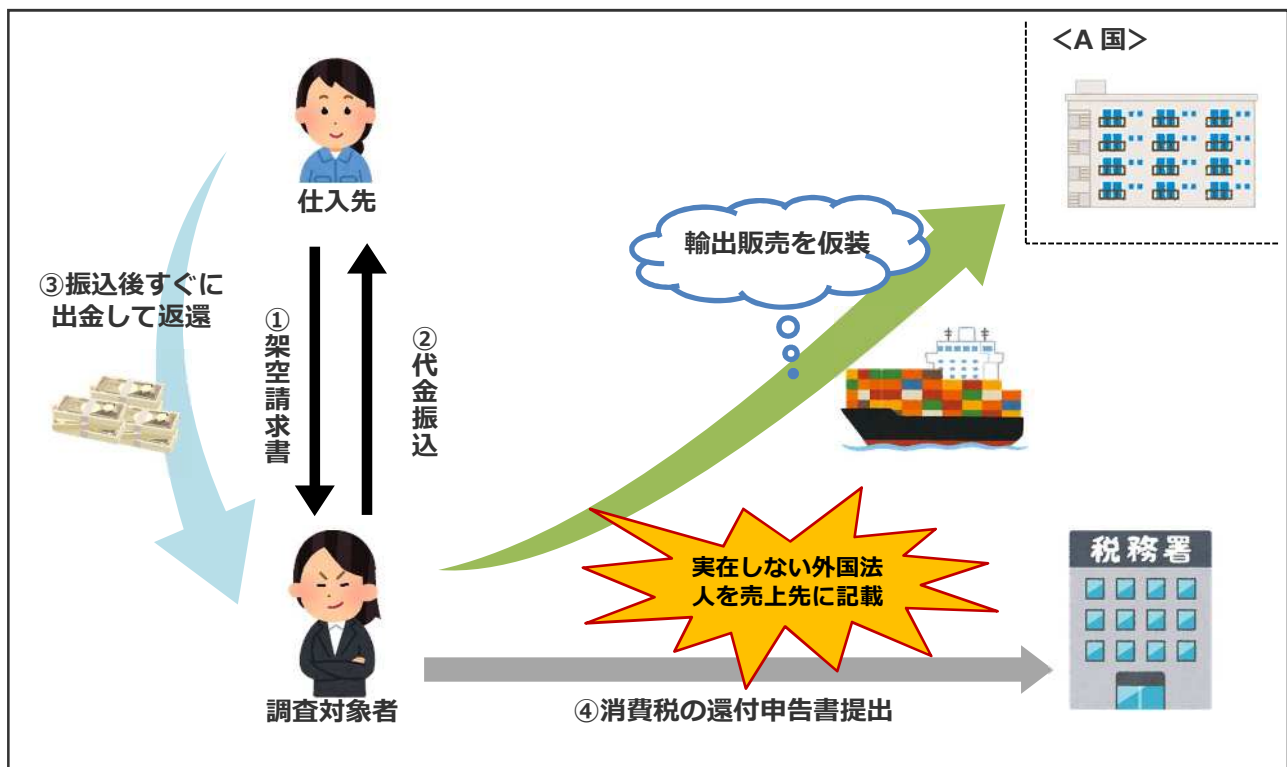 <A 国>
仕入先
輸出販売を仮装
③振込後すぐに
出金して返還
①架空請求書
②代金振込
実在しない外国法
人を売上先に記載
税務署
調査対象者
④消費税の還付申告書提出